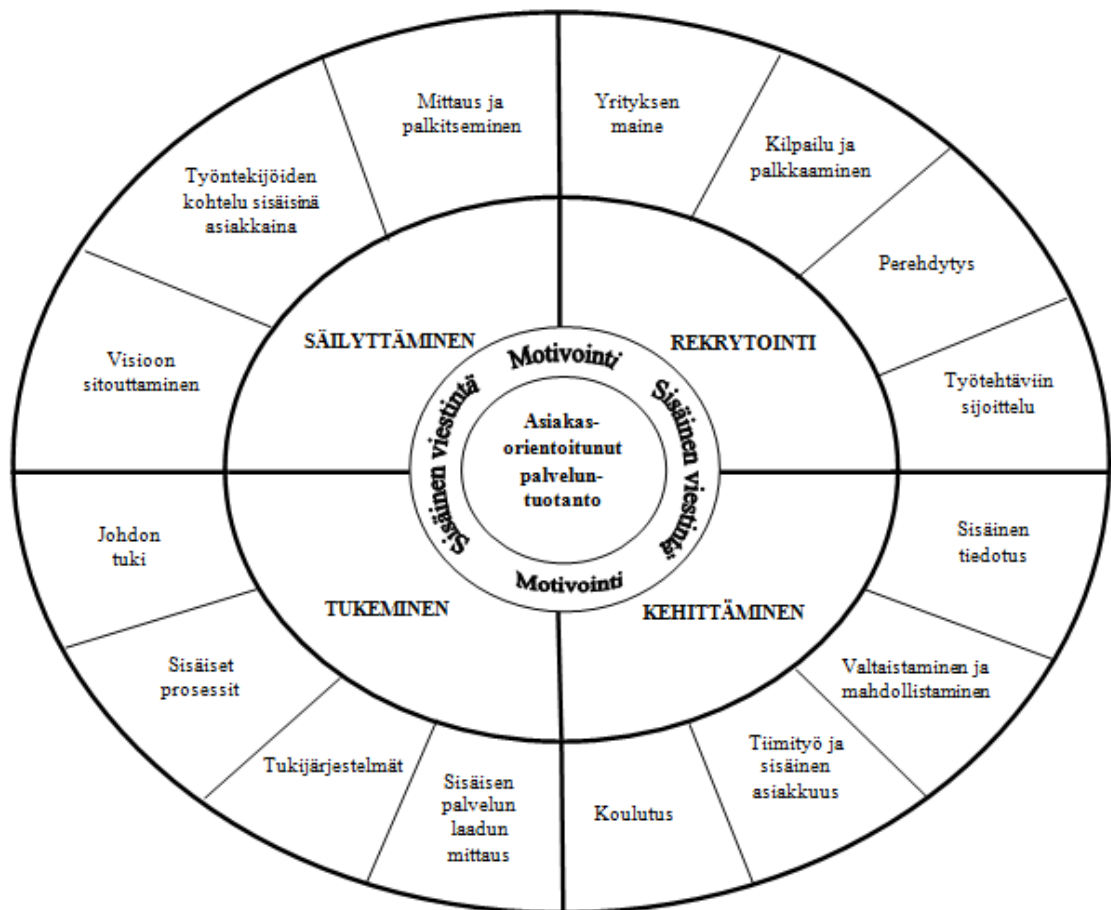 Mittaus ja
palkitseminen
Yrityksen
maine
Kilpailu ja
palkkaaminen
Työntekijöiden
kohtelu sisäisinä
asiakkaina
Perehdytys
Visioon
sitouttaminen
SÄILYTTÄMINEN
REKRYTOINTI
Työtehtäviin
sijoittelu
Motivointi
Sisäinen viestintä
Sisäinen viestintä
Asiakas-
orientoitunut
palvelun-
tuotanto
Motivointi
Johdon
tuki
Sisäinen
tiedotus
TUKEMINEN
KEHITTÄMINEN
Sisäiset
prosessit
Valtaistaminen ja
mahdollistaminen
Tukijärjestelmät
Sisäisen
palvelun
laadun
mittaus
Koulutus
Tiimityö ja
sisäinen
asiakkuus